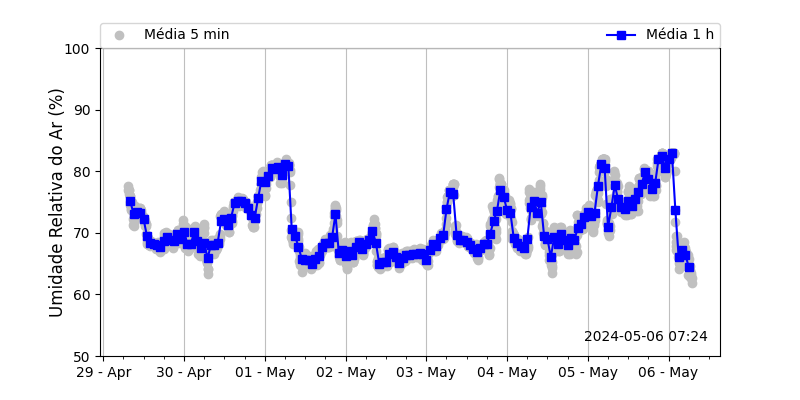 Média 5 min
Média 1 h
Umidade Relativa do Ar (%)
100
90
80
70
60
50
2024-05-06 07:24
29 - Apr
30 - Apr
01 - May
02 - May
03 - May
04 - May
05 - May
06 - May